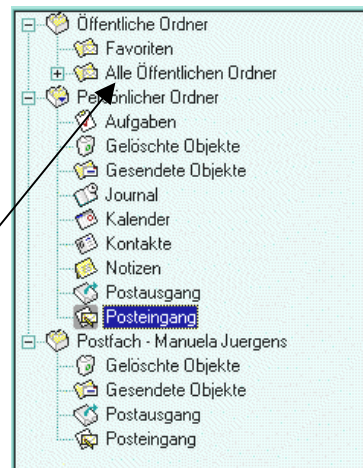 Öffentliche Ordner
Favoriten
Alle Öffentlichen Ordner
Persönlicher Ordner
Aufgaben
Gelöschte Objekte
Gesendete Objekte
Journal
Kalender
Kontakte
Notizen
Postausgang
Posteingang
Postfach - Manuela Juergens
Gelöschte Objekte
Gesendete Objekte
Postausgang
Posteingang